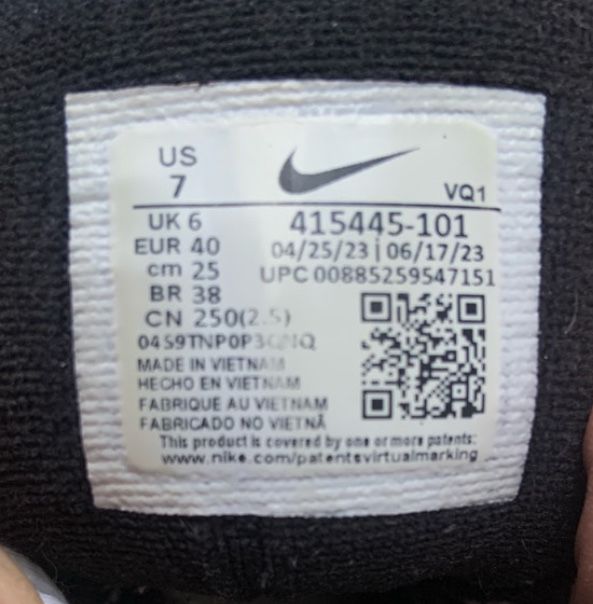 US
7
VQ1
UK 6
415445-101
EUR 40
04/25/23 | 06/17/23
cm 25
UPC 00885259547151
BR 38
CN 250(2.5)
MADE IN VIETNAM
HECHO EN VIETNAM
FABRIQUE AU VIETNAM
FABRICADO NO VIETNÃ
This product is covered by one or more patents:
www.nike.com/patentsvirtualmarking